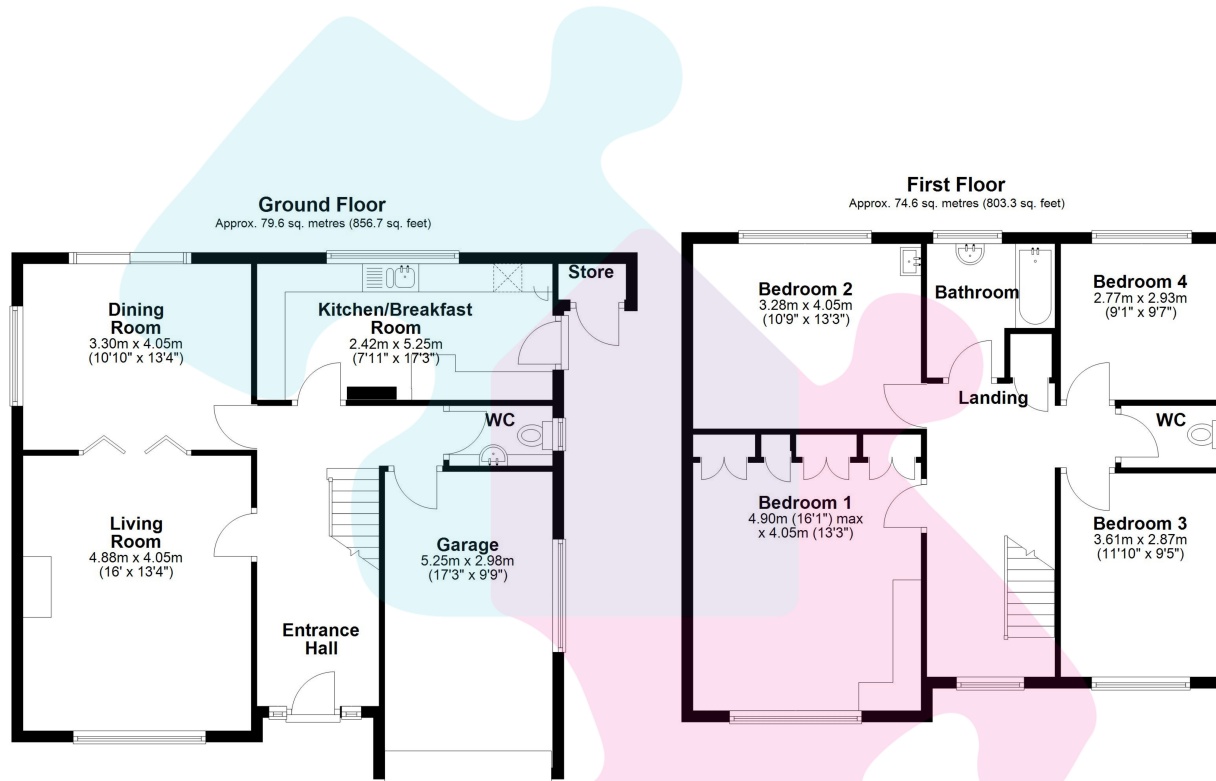 Ground Floor
Approx. 79.6 sq. metres (856.7 sq. feet)
Dining
Room
3.30m x 4.05m
(10'10" x 13'4")
Kitchen/Breakfast
Room
2.42m x 5.25m
(7'11" x 17'3")
Store
WC
Living
Room
4.88m x 4.05m
(16' x 13'4")
Garage
5.25m x 2.98m
(17'3" x 9'9")
Entrance
Hall
First Floor
Approx. 74.6 sq. metres (803.3 sq. feet)
Bedroom 2
3.28m x 4.05m
(10'9" x 13'3")
Bathroom
Bedroom 4
2.77m x 2.93m
(9'1" x 9'7")
Landing
WC
Bedroom 1
4.90m (16'1") max
x 4.05m (13'3")
Bedroom 3
3.61m x 2.87m
(11'10" x 9'5")